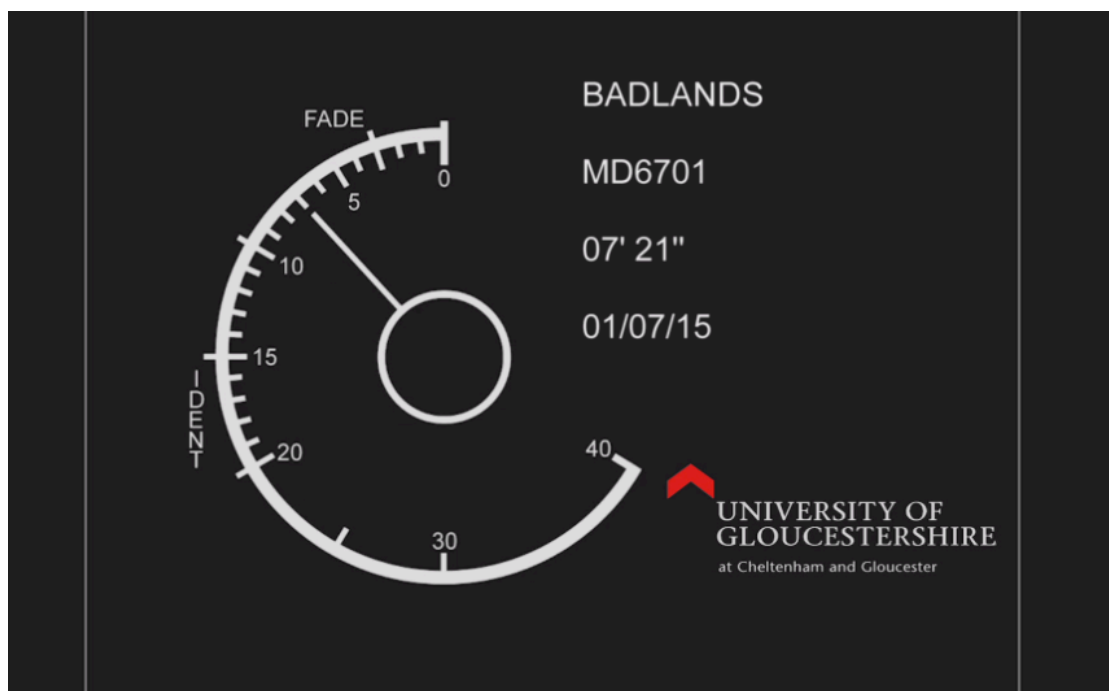 FADE
0
5
10
15
IDENT
20
30
40
BADLANDS
MD6701
07' 21"
01/07/15
UNIVERSITY OF
GLOUCESTERSHIRE
at Cheltenham and Gloucester